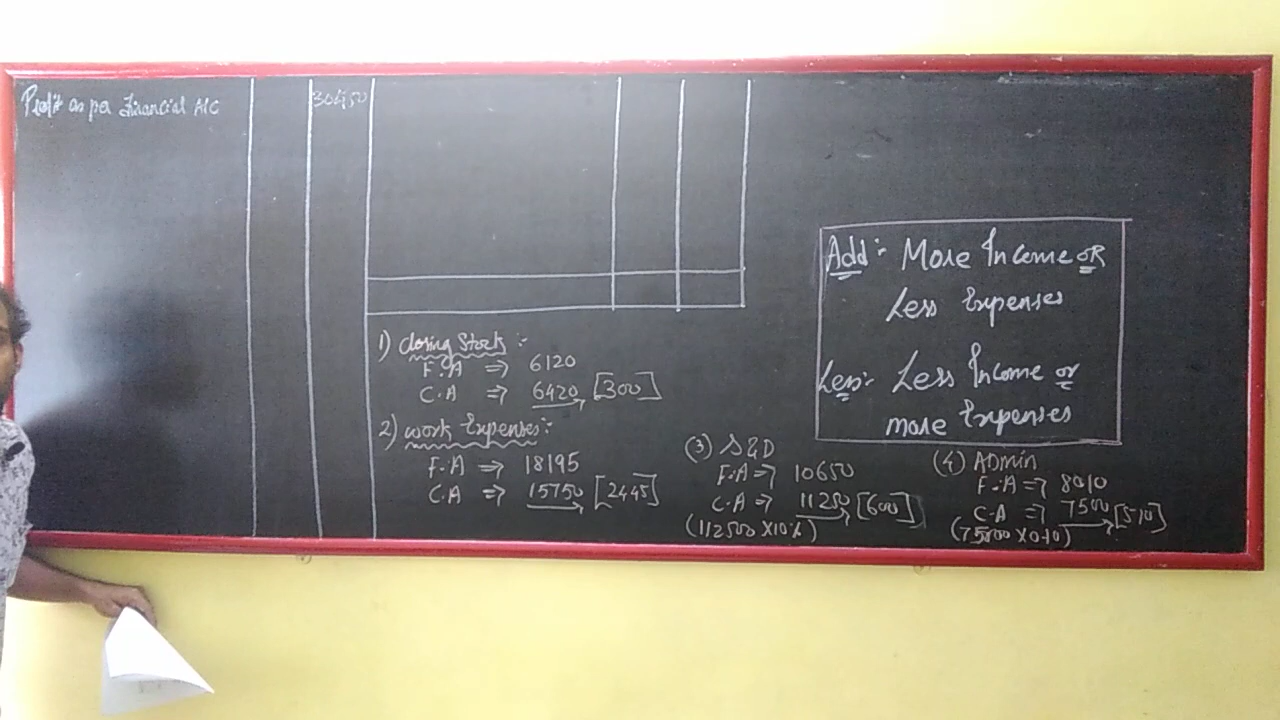 Profit as per Financial A/C 30450
1) Closing Stock :-
F.A ⇒ 6120
C.A ⇒ 6420 → [300]
2) Work Expenses:-
F.A ⇒ 18195
C.A ⇒ 15750 → [2445]
(3) S&D
F.A ⇒ 10650
C.A ⇒ 11250 → [600]
(112500 X10%)
(4) ADmin
F.A ⇒ 8010
C.A ⇒ 7500 → [510]
(75000 X0.10)
Add :- More Income OR
Less Expenses
Less:- Less Income or
more Expenses